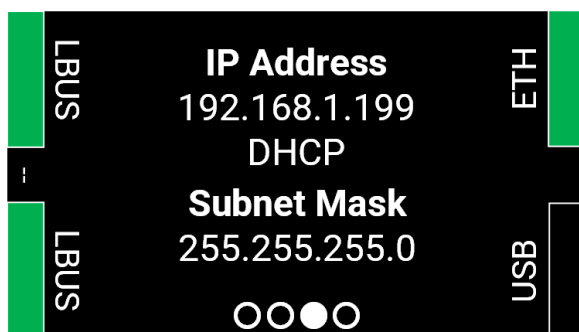 LBUS
IP Address
192.168.1.199
DHCP
ETH
Subnet Mask
255.255.255.0
LBUS
USB